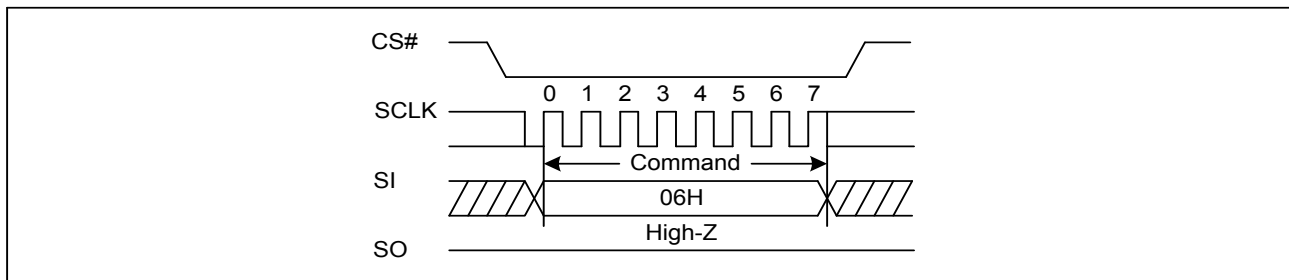 CS#
0 1 2 3 4 5 6 7
SCLK
Command
SI
06H
High-Z
SO